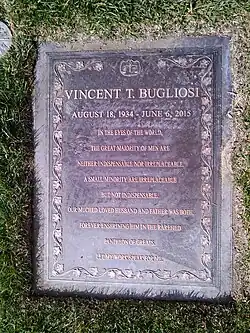 VINCENT T. BUGLIOSI
AUGUST 18, 1934 - JUNE 6, 2015
IN THE EYES OF THE WORLD,
THE GREAT MAJORITY OF MEN ARE
NEITHER INDISPENSABLE NOR IRREPLACEABLE.
A SMALL MINORITY ARE IRREPLACEABLE
BUT NOT INDISPENSABLE.
OUR MUCH LOVED HUSBAND AND FATHER WAS BOTH,
FOREVER ENSHRINING HIM IN THE RAREFIED
PANTHEON OF GREATS.